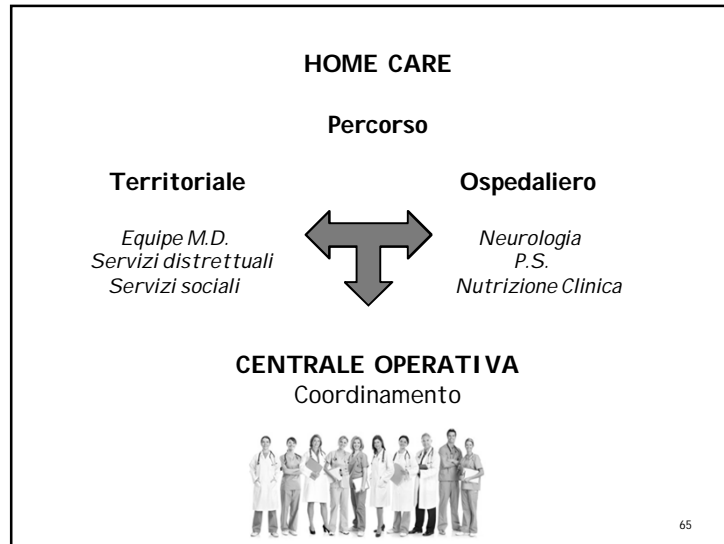 HOME CARE
Percorso
Territoriale
Equipe M.D.
Servizi distrettuali
Servizi sociali
Ospedaliero
Neurologia
P.S.
Nutrizione Clinica
CENTRALE OPERATIVA
Coordinamento
65